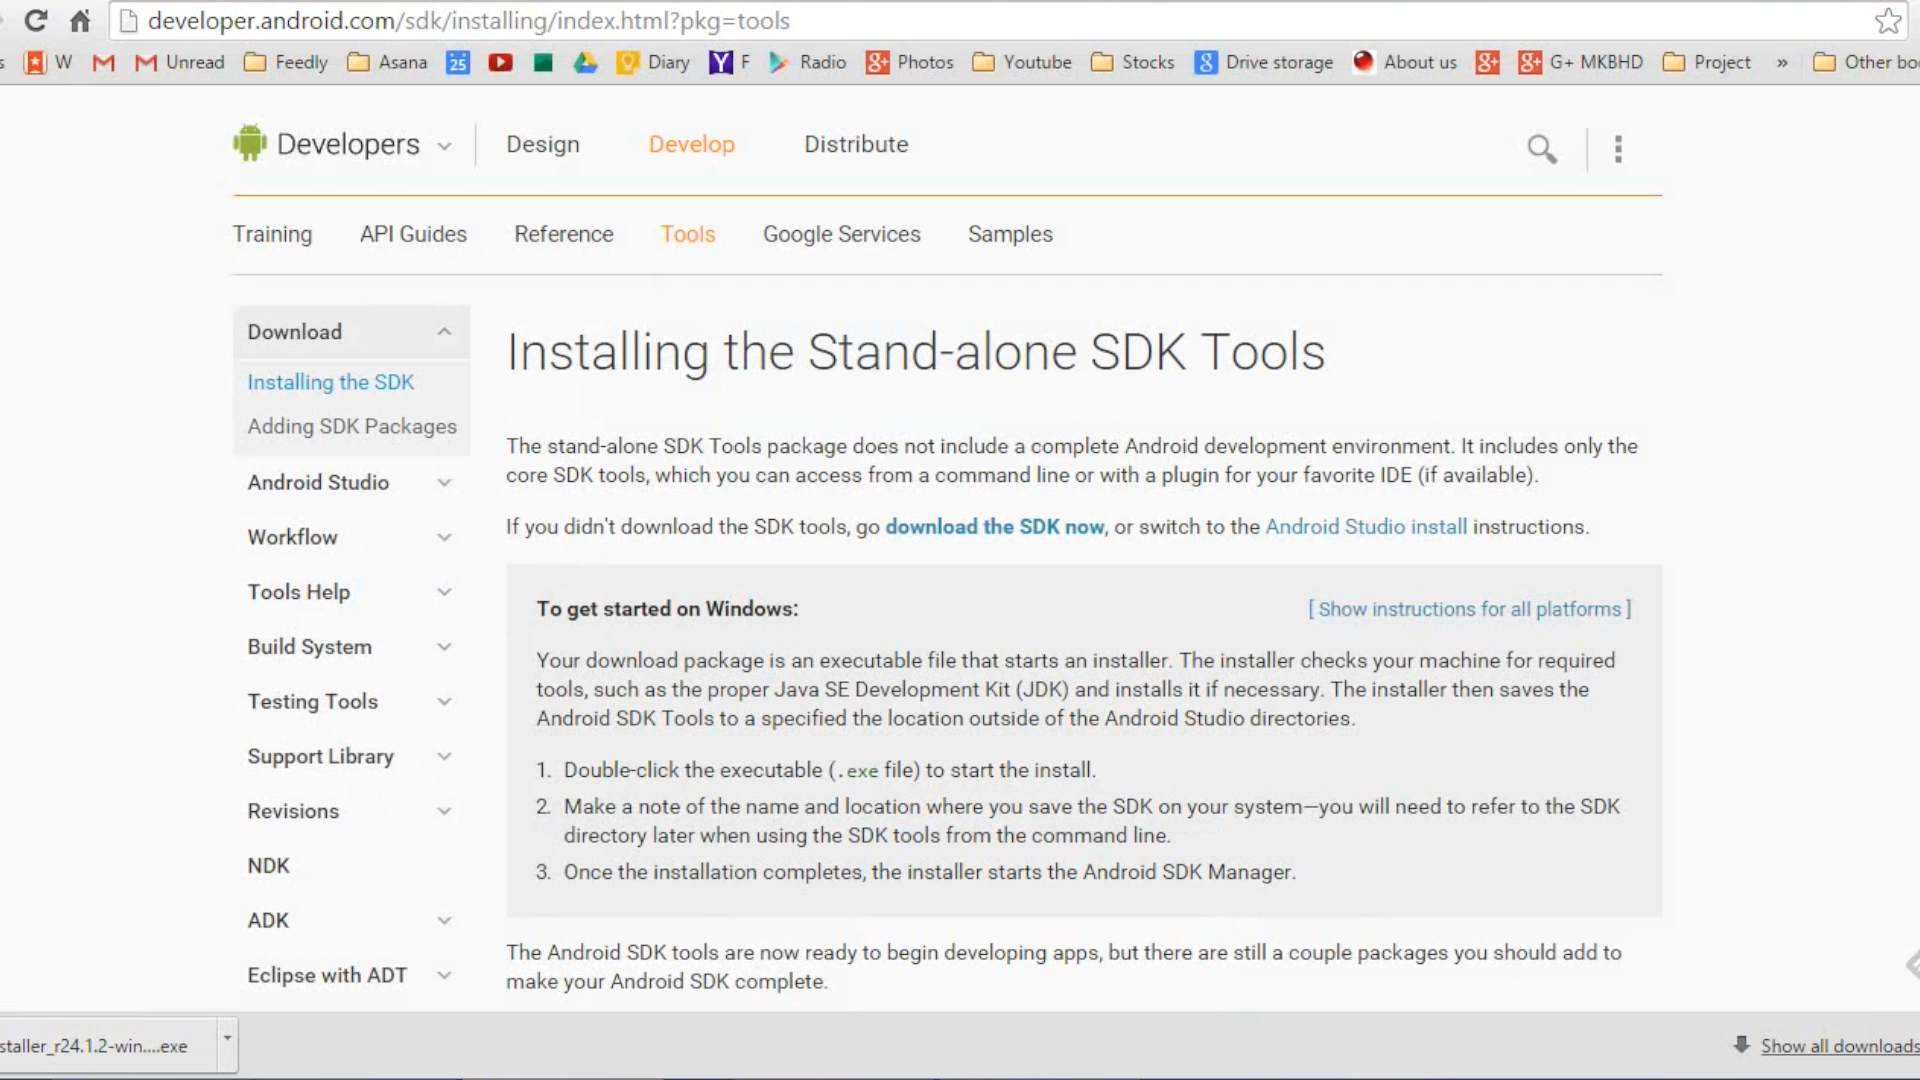 developer.android.com/sdk/installing/index.html?pkg=tools
s W Unread Feedly Asana 25 Diary Y F Radio g+ Photos Youtube Stocks 8 Drive storage About us g+ g+ G+ MKBHD Project » Other bo
Developers Design Develop Distribute
Training API Guides Reference Tools Google Services Samples
Download
Installing the SDK
Adding SDK Packages
Android Studio
Workflow
Tools Help
Build System
Testing Tools
Support Library
Revisions
NDK
ADK
Eclipse with ADT
Installing the Stand-alone SDK Tools
The stand-alone SDK Tools package does not include a complete Android development environment. It includes only the
core SDK tools, which you can access from a command line or with a plugin for your favorite IDE (if available).
If you didn't download the SDK tools, go download the SDK now, or switch to the Android Studio install instructions.
To get started on Windows: [ Show instructions for all platforms ]
Your download package is an executable file that starts an installer. The installer checks your machine for required
tools, such as the proper Java SE Development Kit (JDK) and installs it if necessary. The installer then saves the
Android SDK Tools to a specified the location outside of the Android Studio directories.
1. Double-click the executable (.exe file) to start the install.
2. Make a note of the name and location where you save the SDK on your system—you will need to refer to the SDK
directory later when using the SDK tools from the command line.
3. Once the installation completes, the installer starts the Android SDK Manager.
The Android SDK tools are now ready to begin developing apps, but there are still a couple packages you should add to
make your Android SDK complete.
staller_r24.1.2-win....exe Show all downloads